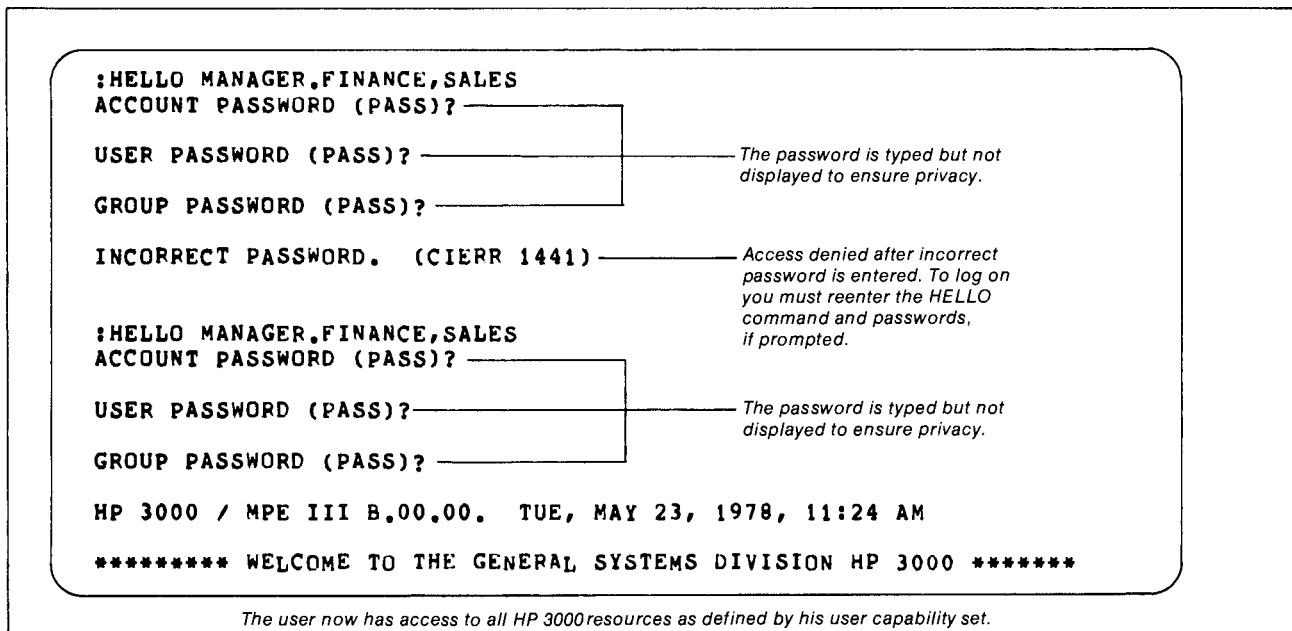 :HELLO MANAGER.FINANCE,SALES
ACCOUNT PASSWORD (PASS)?
USER PASSWORD (PASS)?
The password is typed but not
displayed to ensure privacy.
GROUP PASSWORD (PASS)?
INCORRECT PASSWORD. (CIERR 1441)
Access denied after incorrect
password is entered. To log on
you must reenter the HELLO
command and passwords,
if prompted.
:HELLO MANAGER.FINANCE,SALES
ACCOUNT PASSWORD (PASS)?
USER PASSWORD (PASS)?
The password is typed but not
displayed to ensure privacy.
GROUP PASSWORD (PASS)?
HP 3000 / MPE III B.00.00. TUE, MAY 23, 1978, 11:24 AM
********* WELCOME TO THE GENERAL SYSTEMS DIVISION HP 3000 *******
The user now has access to all HP 3000 resources as defined by his user capability set.